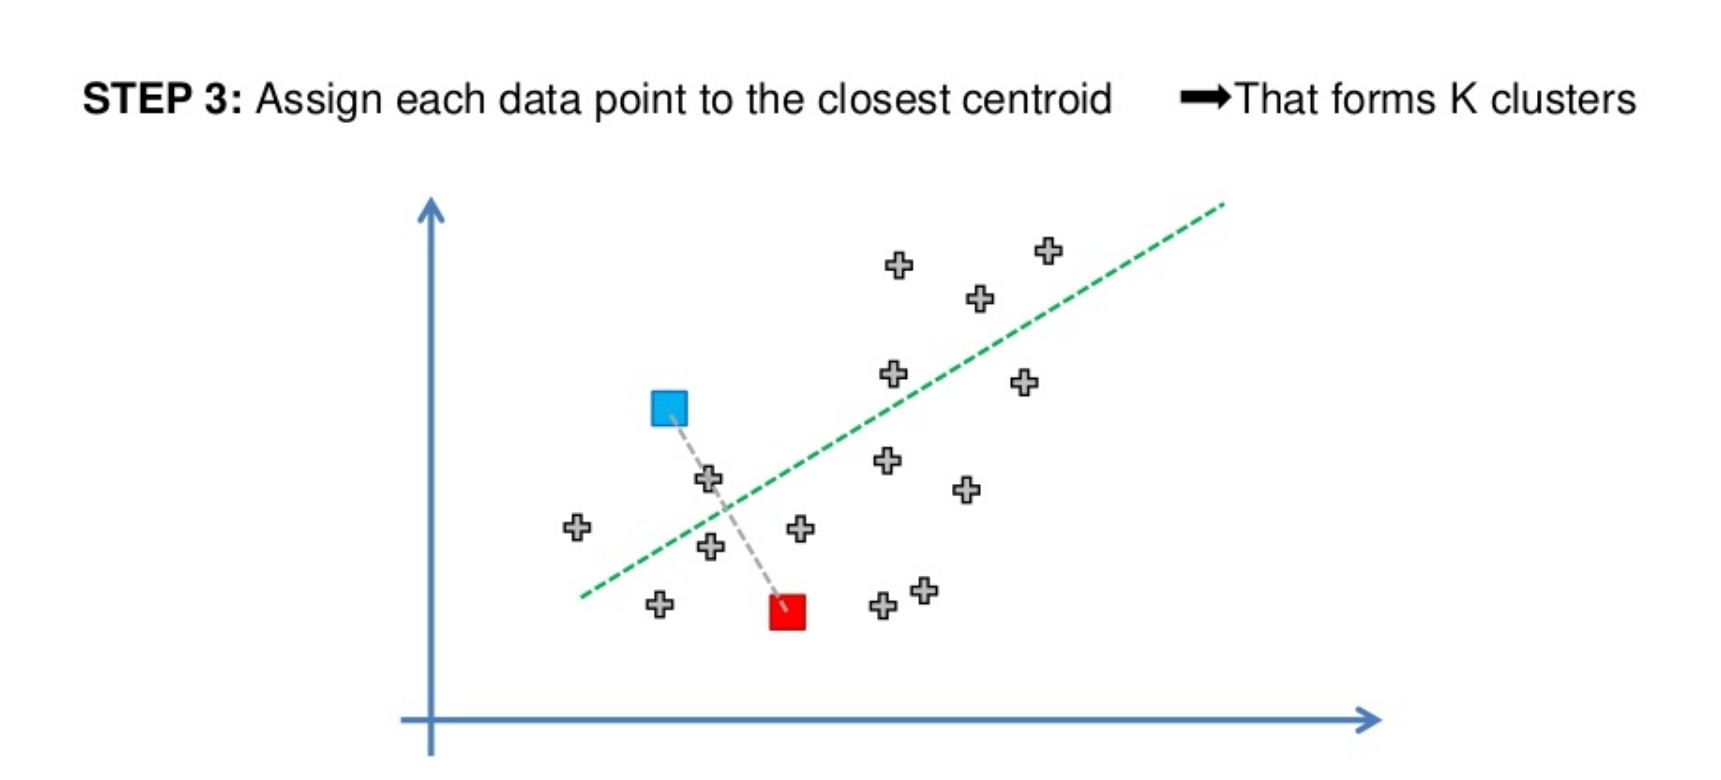 STEP 3: Assign each data point to the closest centroid ➡That forms K clusters